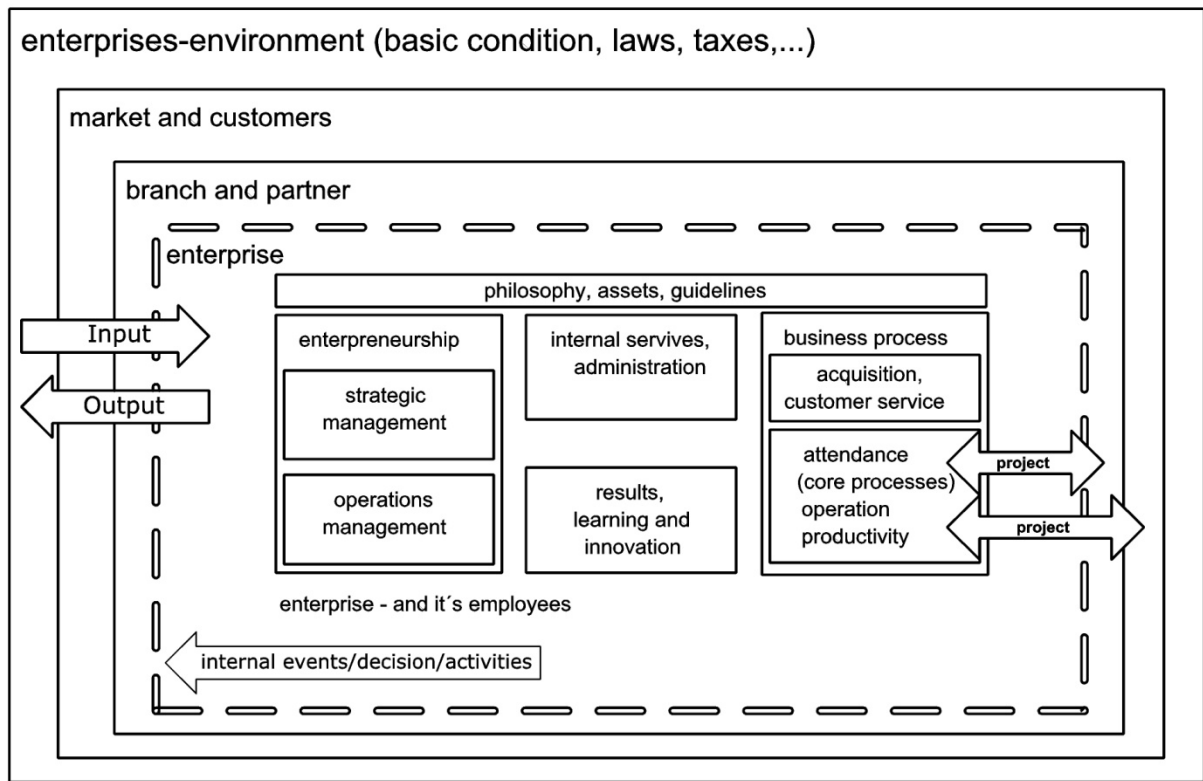 enterprises-environment (basic condition, laws, taxes,...)
market and customers
branch and partner
enterprise
philosophy, assets, guidelines
Input
Output
enterpreneurship
strategic
management
operations
management
internal servives,
administration
results,
learning and
innovation
business process
acquisition,
customer service
attendance
(core processes)
operation
productivity
project
project
enterprise - and it´s employees
internal events/decision/activities